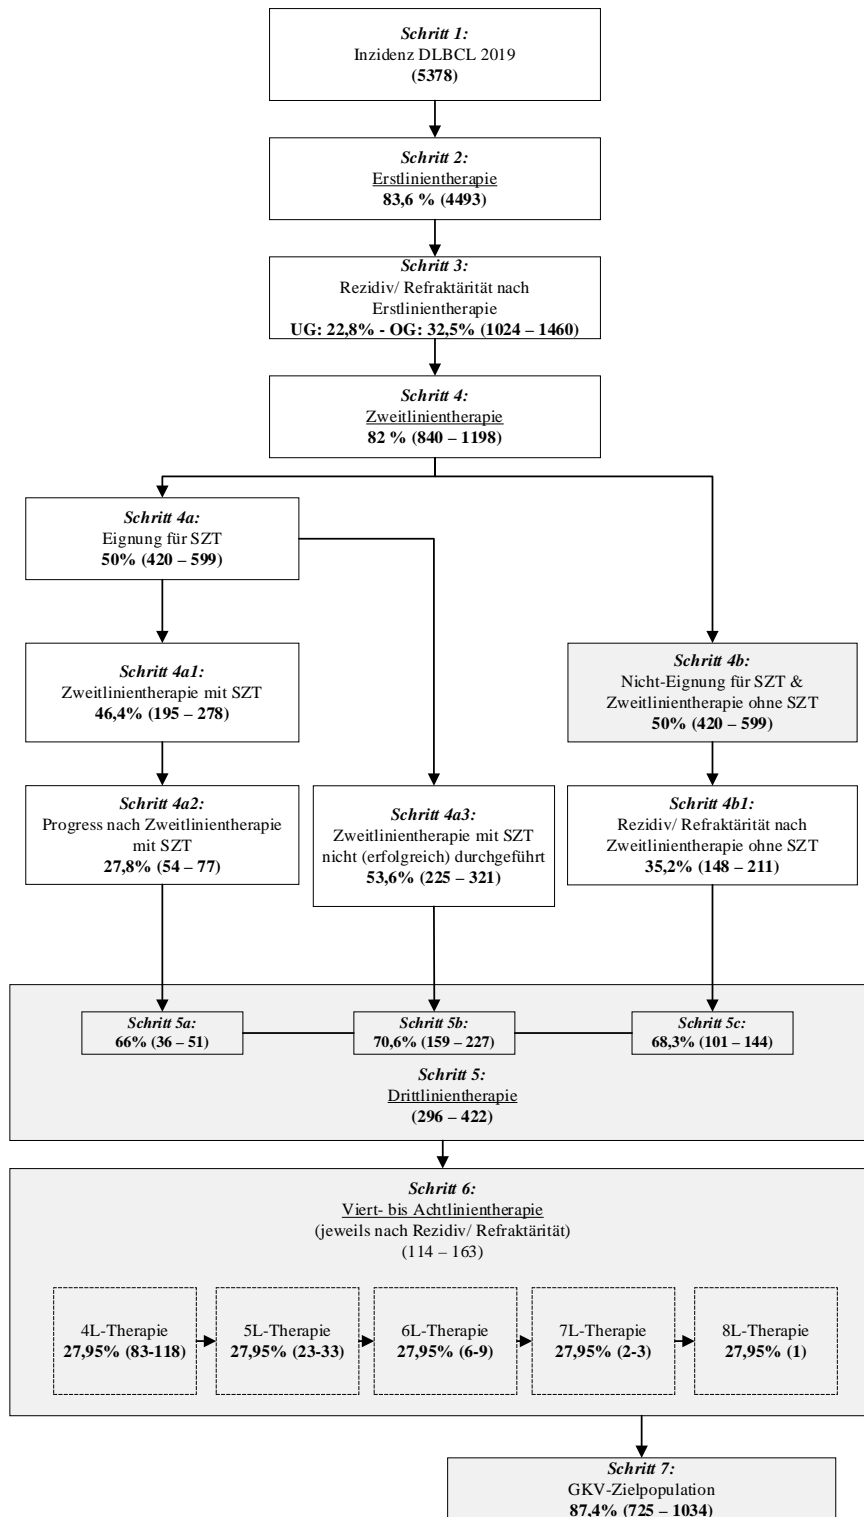 Schritt 1:
Inzidenz DLBCL 2019
(5378)
Schritt 2:
Erstlinientherapie
83,6 % (4493)
Schritt 3:
Rezidiv/ Refraktärität nach
Erstlinientherapie
UG: 22,8% - OG: 32,5% (1024 – 1460)
Schritt 4:
Zweitlinientherapie
82 % (840 – 1198)
Schritt 4a:
Eignung für SZT
50% (420 – 599)
Schritt 4a1:
Zweitlinientherapie mit SZT
46,4% (195 – 278)
Schritt 4b:
Nicht-Eignung für SZT &
Zweitlinientherapie ohne SZT
50% (420 – 599)
Schritt 4a2:
Progress nach Zweitlinientherapie
mit SZT
27,8% (54 – 77)
Schritt 4a3:
Zweitlinientherapie mit SZT
nicht (erfolgreich) durchgeführt
53,6% (225 – 321)
Schritt 4b1:
Rezidiv/ Refraktärität nach
Zweitlinientherapie ohne SZT
35,2% (148 – 211)
Schritt 5a:
66% (36 – 51)
Schritt 5b:
70,6% (159 – 227)
Schritt 5c:
68,3% (101 – 144)
Schritt 5:
Drittlinientherapie
(296 – 422)
Schritt 6:
Viert- bis Achtlinientherapie
(jeweils nach Rezidiv/ Refraktärität)
(114 – 163)
4L-Therapie
27,95% (83-118)
5L-Therapie
27,95% (23-33)
6L-Therapie
27,95% (6-9)
7L-Therapie
27,95% (2-3)
8L-Therapie
27,95% (1)
Schritt 7:
GKV-Zielpopulation
87,4% (725 – 1034)